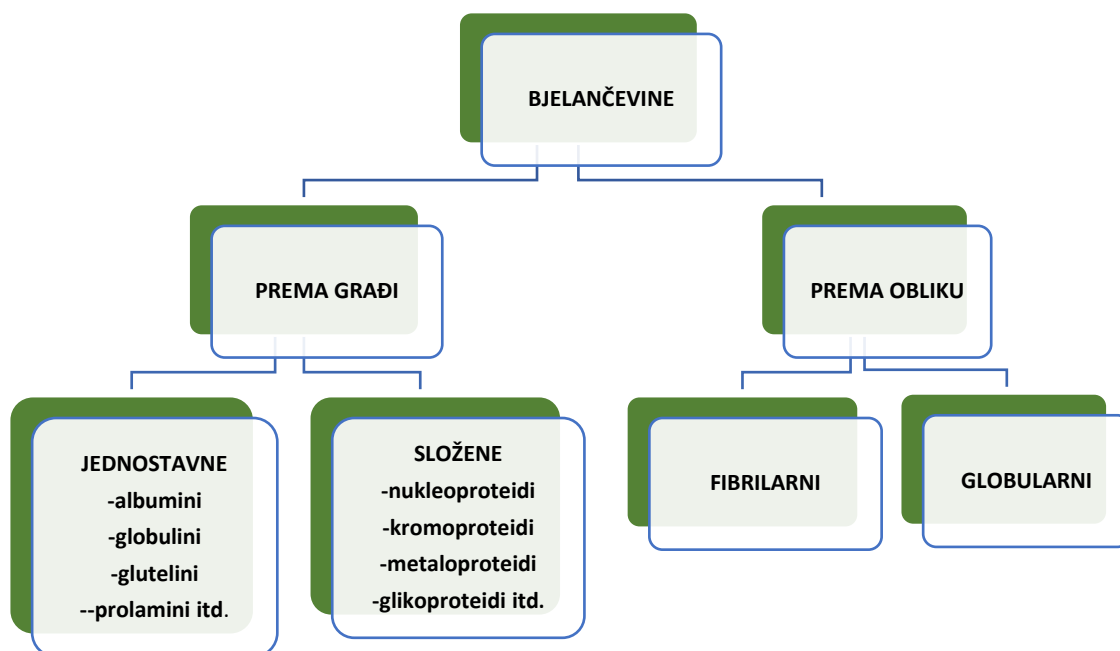 BJELANČEVINE
PREMA GRAĐI
PREMA OBLIKU
JEDNOSTAVNE
-albumini
-globulini
-glutelini
--prolamini itd.
SLOŽENE
-nukleoproteidi
-kromoproteidi
-metaloproteidi
-glikoproteidi itd.
FIBRILARNI
GLOBULARNI